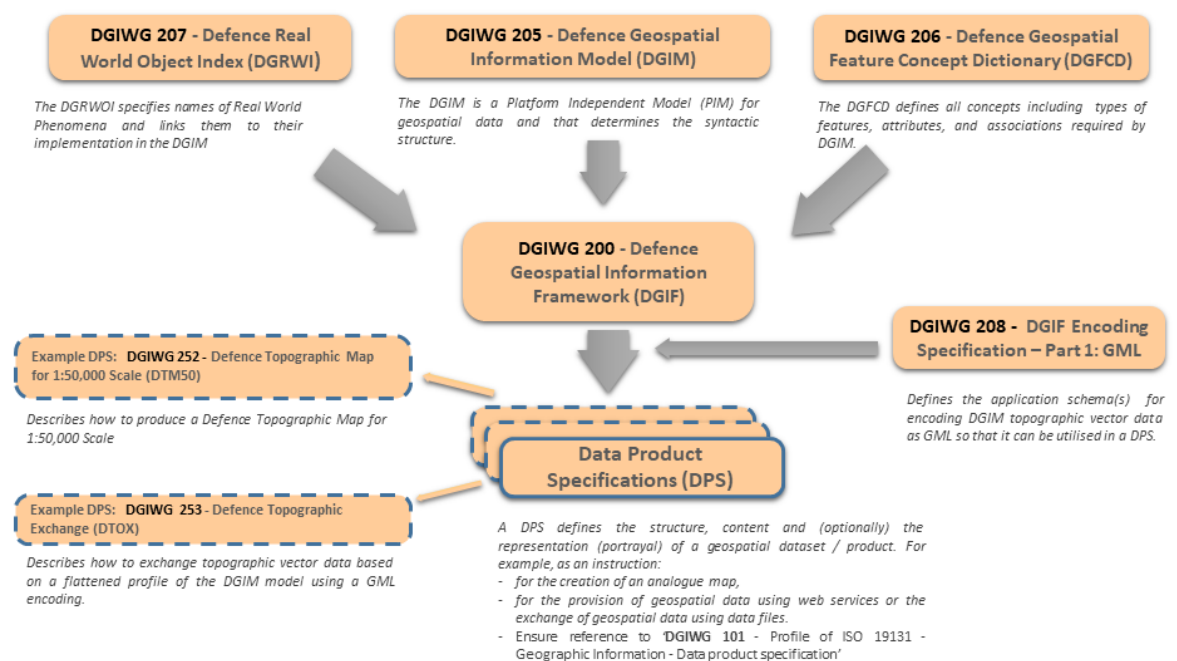 DGIWG 207 - Defence Real
World Object Index (DGRWI)
The DGRWOI specifies names of Real World
Phenomena and links them to their
implementation in the DGIM
DGIWG 205 - Defence Geospatial
Information Model (DGIM)
The DGIM is a Platform Independent Model (PIM) for
geospatial data and that determines the syntactic
structure.
DGIWG 206 - Defence Geospatial
Feature Concept Dictionary (DGFCD)
The DGFCD defines all concepts including types of
features, attributes, and associations required by
DGIM.
DGIWG 200 - Defence
Geospatial Information
Framework (DGIF)
DGIWG 208 - DGIF Encoding
Specification – Part 1: GML
Defines the application schema(s) for
encoding DGIM topographic vector data
as GML so that it can be utilised in a DPS.
Example DPS: DGIWG 252 - Defence Topographic Map
for 1:50,000 Scale (DTM50)
Describes how to produce a Defence Topographic Map for
1:50,000 Scale
Data Product
Specifications (DPS)
Example DPS: DGIWG 253 - Defence Topographic
Exchange (DTOX)
Describes how to exchange topographic vector data based
on a flattened profile of the DGIM model using a GML
encoding.
A DPS defines the structure, content and (optionally) the
representation (portrayal) of a geospatial dataset / product. For
example, as an instruction:
- for the creation of an analogue map,
- for the provision of geospatial data using web services or the
exchange of geospatial data using data files.
- Ensure reference to ‘DGIWG 101 - Profile of ISO 19131 -
Geographic Information - Data product specification’